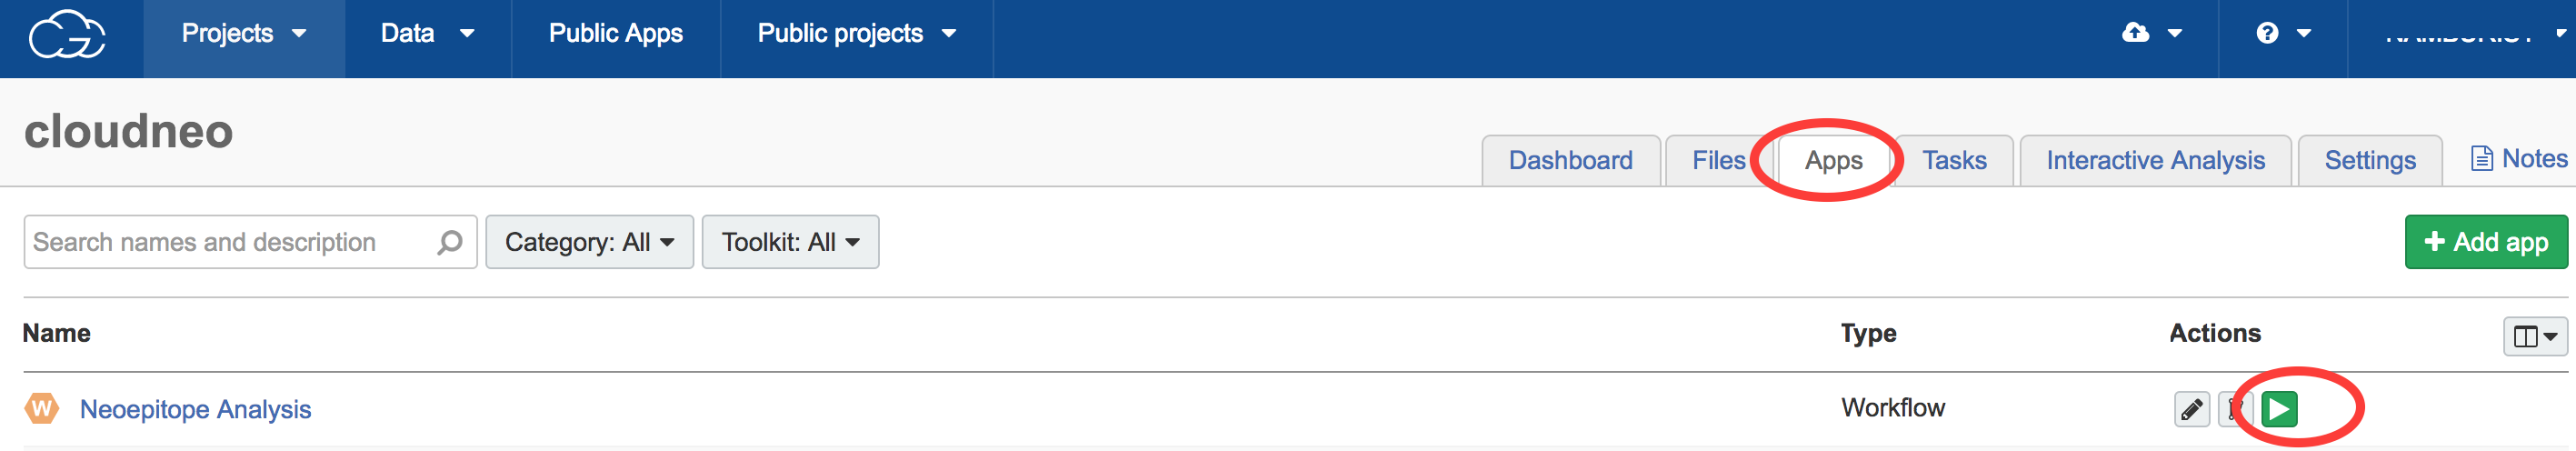 Projects Data Public Apps Public projects
cloudneo
Dashboard Files Apps Tasks Interactive Analysis Settings Notes
Search names and description Category: All Toolkit: All + Add app
Name Type Actions
W Neoepitope Analysis Workflow